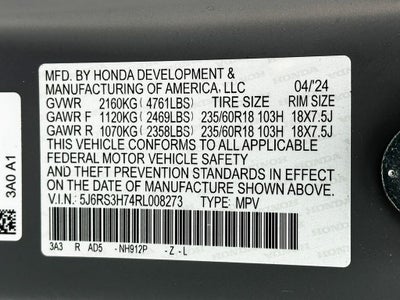 MFD. BY HONDA DEVELOPMENT &
MANUFACTURING OF AMERICA, LLC 04/'24
GVWR 2160KG (4761LBS) TIRE SIZE RIM SIZE
GAWR F 1120KG (2469LBS) 235/60R18 103H 18X7.5J
GAWR R 1070KG (2358LBS) 235/60R18 103H 18X7.5J
THIS VEHICLE CONFORMS TO ALL APPLICABLE
FEDERAL MOTOR VEHICLE SAFETY
AND THEFT PREVENTION STANDARDS IN EFFECT
ON THE DATE OF MANUFACTURE SHOWN ABOVE.
V.I.N.: 5J6RS3H74RL008273 TYPE: MPV
3A3 R AD5 -NH912P -Z-L
3A0 A1